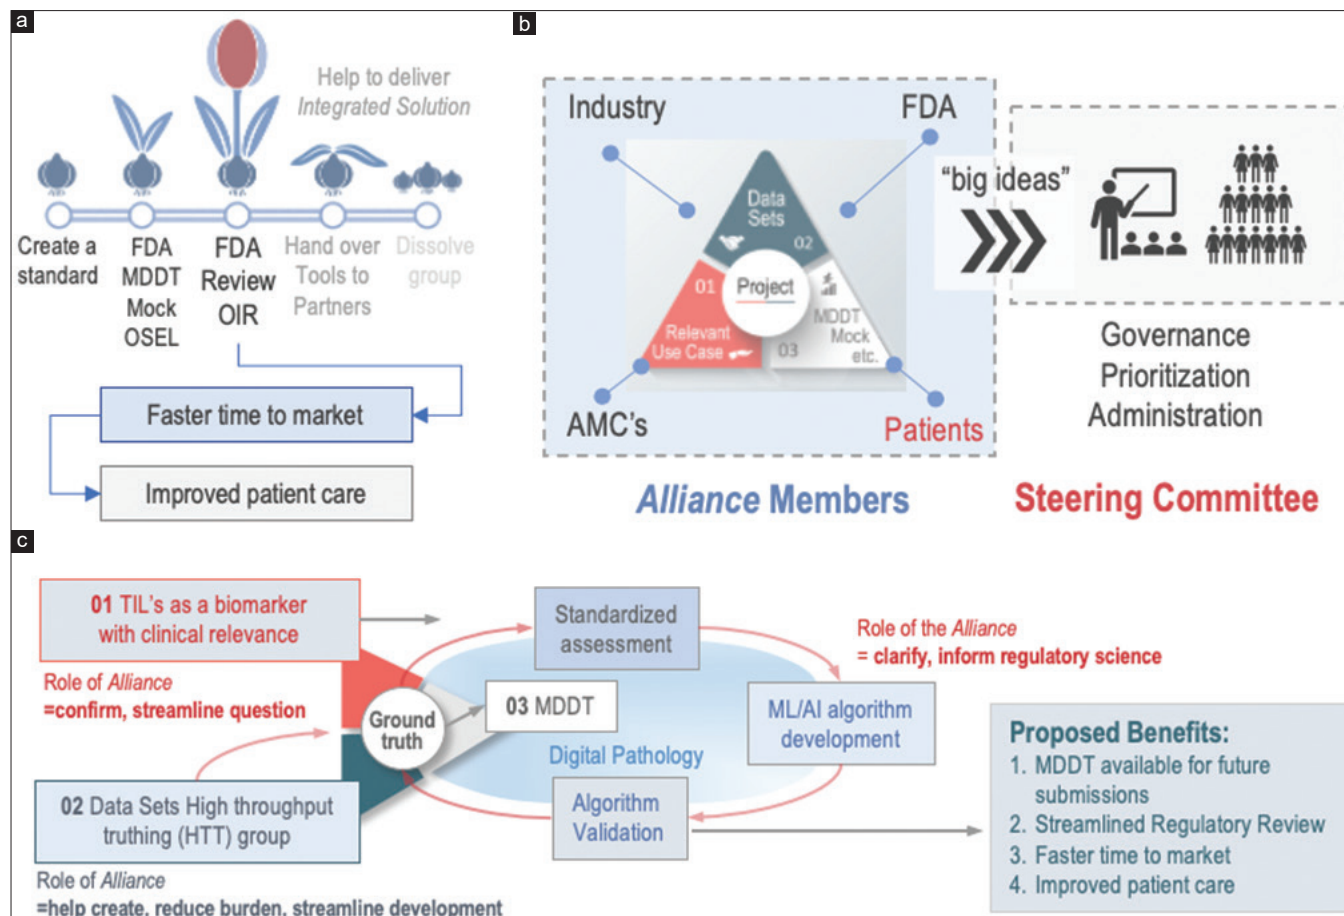 a
Help to deliver
Integrated Solution
Create a
standard
FDA
MDDT
Mock
OSEL
FDA
Review
OIR
Hand over
Tools to
Partners
Dissolve
group
Faster time to market
Improved patient care
b
Industry
FDA
Data
Sets
02
01
Project
Relevant
Use Case
MDDT
Mock
etc.
03
AMC's
Patients
"big ideas"
Governance
Prioritization
Administration
Alliance Members
Steering Committee
c
01 TIL's as a biomarker
with clinical relevance
Role of Alliance
=confirm, streamline question
Ground
truth
02 Data Sets High throughput
truthing (HTT) group
Role of Alliance
=help create, reduce burden, streamline development
Standardized
assessment
03 MDDT
Digital Pathology
Algorithm
Validation
Role of the Alliance
= clarify, inform regulatory science
ML/AI algorithm
development
Proposed Benefits:
1. MDDT available for future
submissions
2. Streamlined Regulatory Review
3. Faster time to market
4. Improved patient care